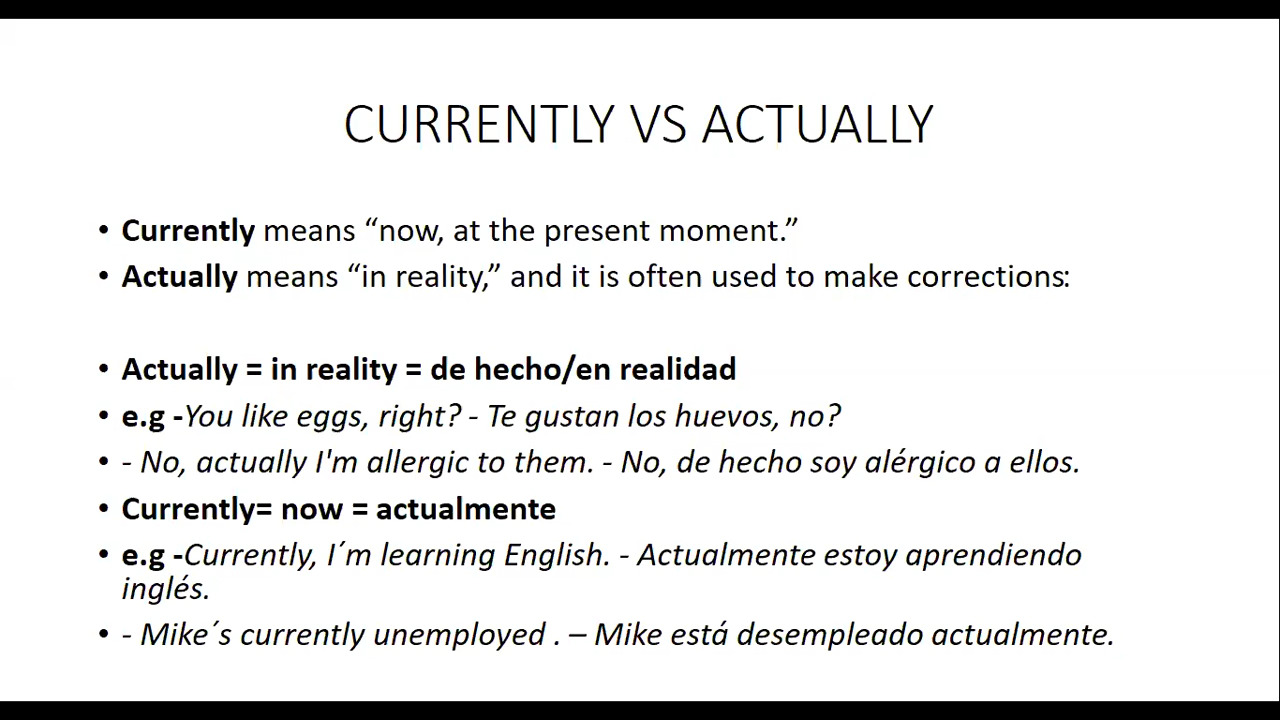 CURRENTLY VS ACTUALLY
• Currently means “now, at the present moment.”
• Actually means “in reality,” and it is often used to make corrections:
• Actually = in reality = de hecho/en realidad
• e.g -You like eggs, right? - Te gustan los huevos, no?
• - No, actually I'm allergic to them. - No, de hecho soy alérgico a ellos.
• Currently= now = actualmente
• e.g -Currently, I´m learning English. - Actualmente estoy aprendiendo
inglés.
• - Mike´s currently unemployed . – Mike está desempleado actualmente.